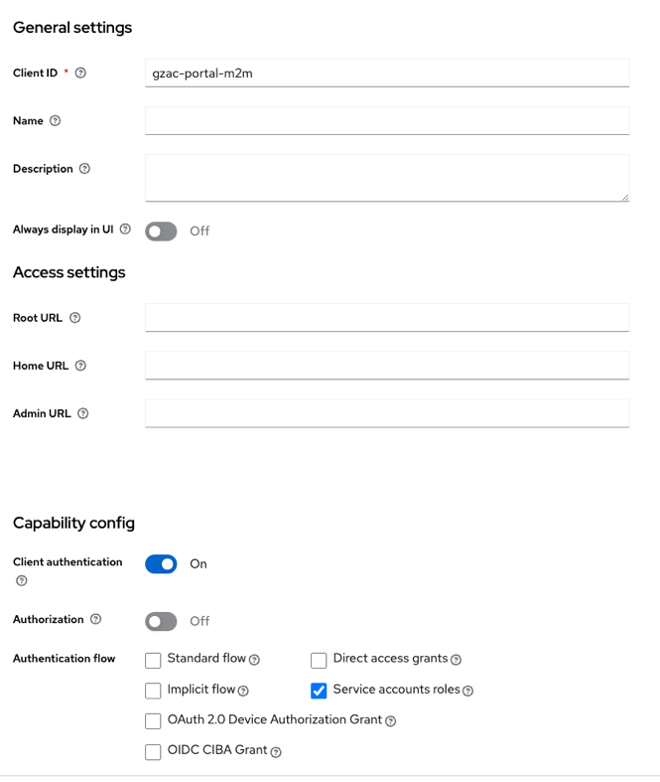 General settings
Client ID *
gzac-portal-m2m
Name
Description
Always display in UI
Off
Access settings
Root URL
Home URL
Admin URL
Capability config
Client authentication
On
Authorization
Off
Authentication flow
Standard flow
Direct access grants
Implicit flow
Service accounts roles
OAuth 2.0 Device Authorization Grant
OIDC CIBA Grant